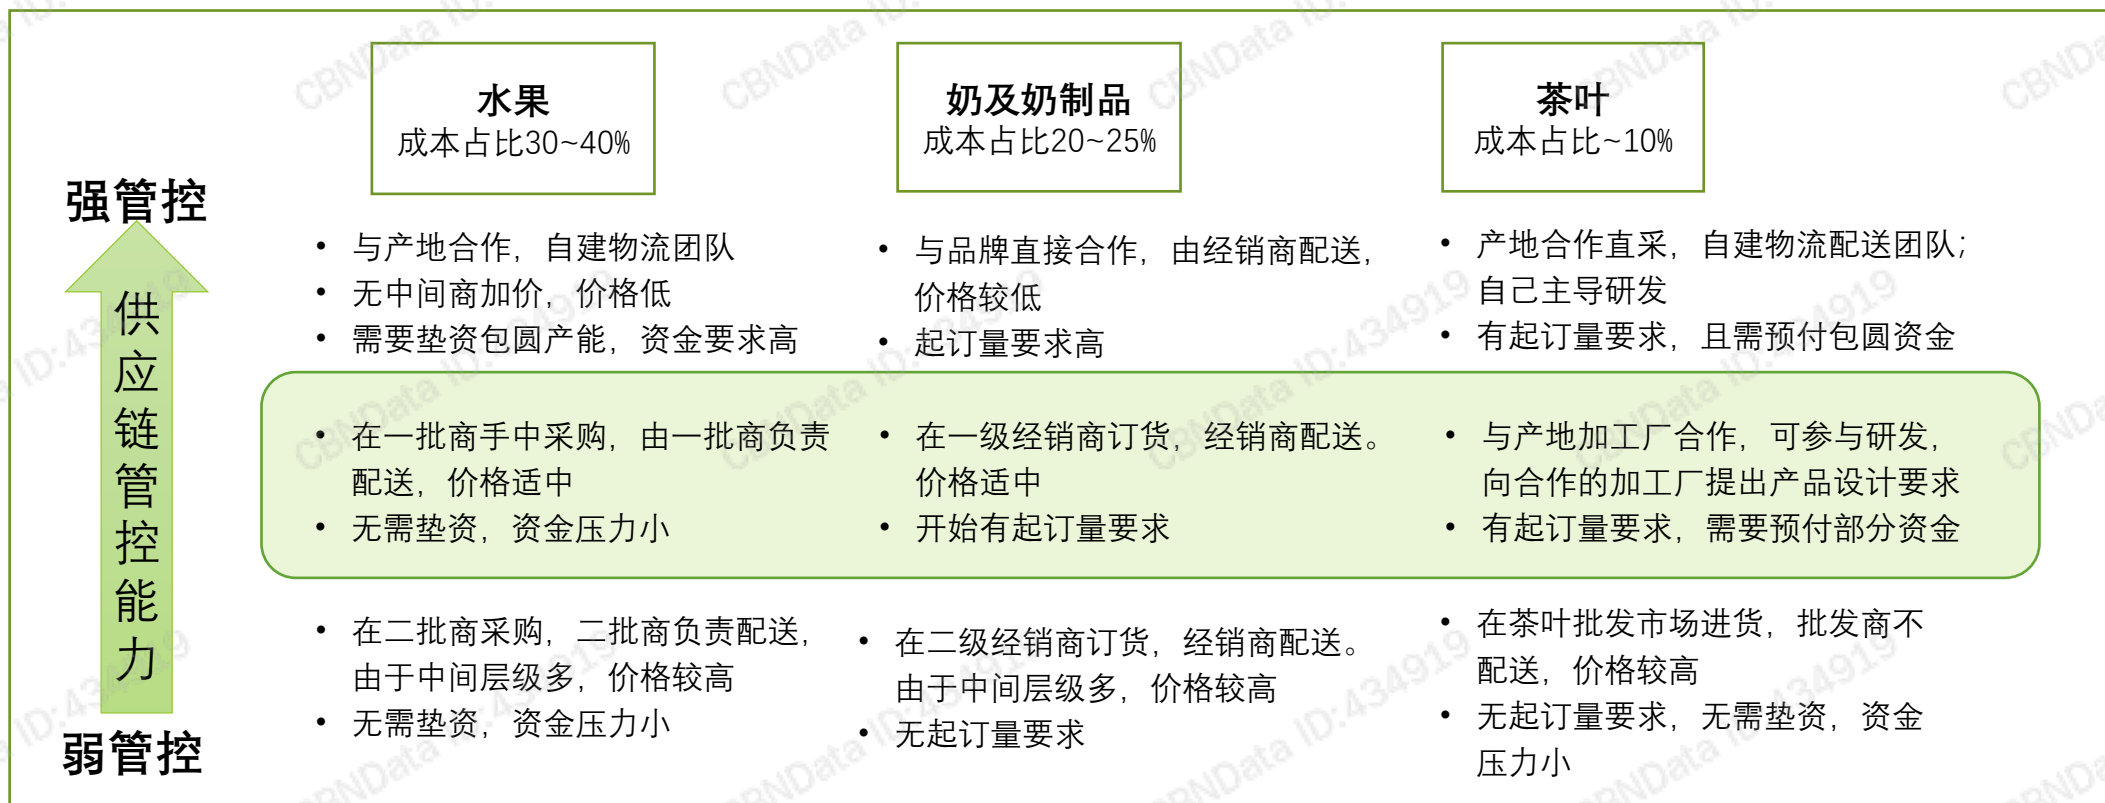 水果
成本占比30~40%
奶及奶制品
成本占比20~25%
茶叶
成本占比~10%
强管控
供应链管控能力
弱管控
• 与产地合作，自建物流团队
• 无中间商加价，价格低
• 需要垫资包圆产能，资金要求高
• 与品牌直接合作，由经销商配送，
价格较低
• 起订量要求高
• 产地合作直采，自建物流配送团队；
自己主导研发
• 有起订量要求，且需预付包圆资金
• 在一批商手中采购，由一批商负责
配送，价格适中
• 无需垫资，资金压力小
• 在一级经销商订货，经销商配送。
价格适中
• 开始有起订量要求
• 与产地加工厂合作，可参与研发，
向合作的加工厂提出产品设计要求
• 有起订量要求，需要预付部分资金
• 在二批商采购，二批商负责配送，
由于中间层级多，价格较高
• 无需垫资，资金压力小
• 在二级经销商订货，经销商配送。
由于中间层级多，价格较高
• 无起订量要求
• 在茶叶批发市场进货，批发商不
配送，价格较高
• 无起订量要求，无需垫资，资金
压力小
CBNData ID:434919